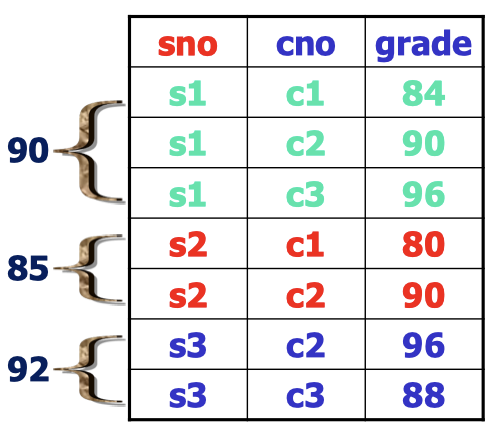 sno cno grade
s1 c1 84
90
s1 c2 90
s1 c3 96
s2 c1 80
85
s2 c2 90
s3 c2 96
92
s3 c3 88